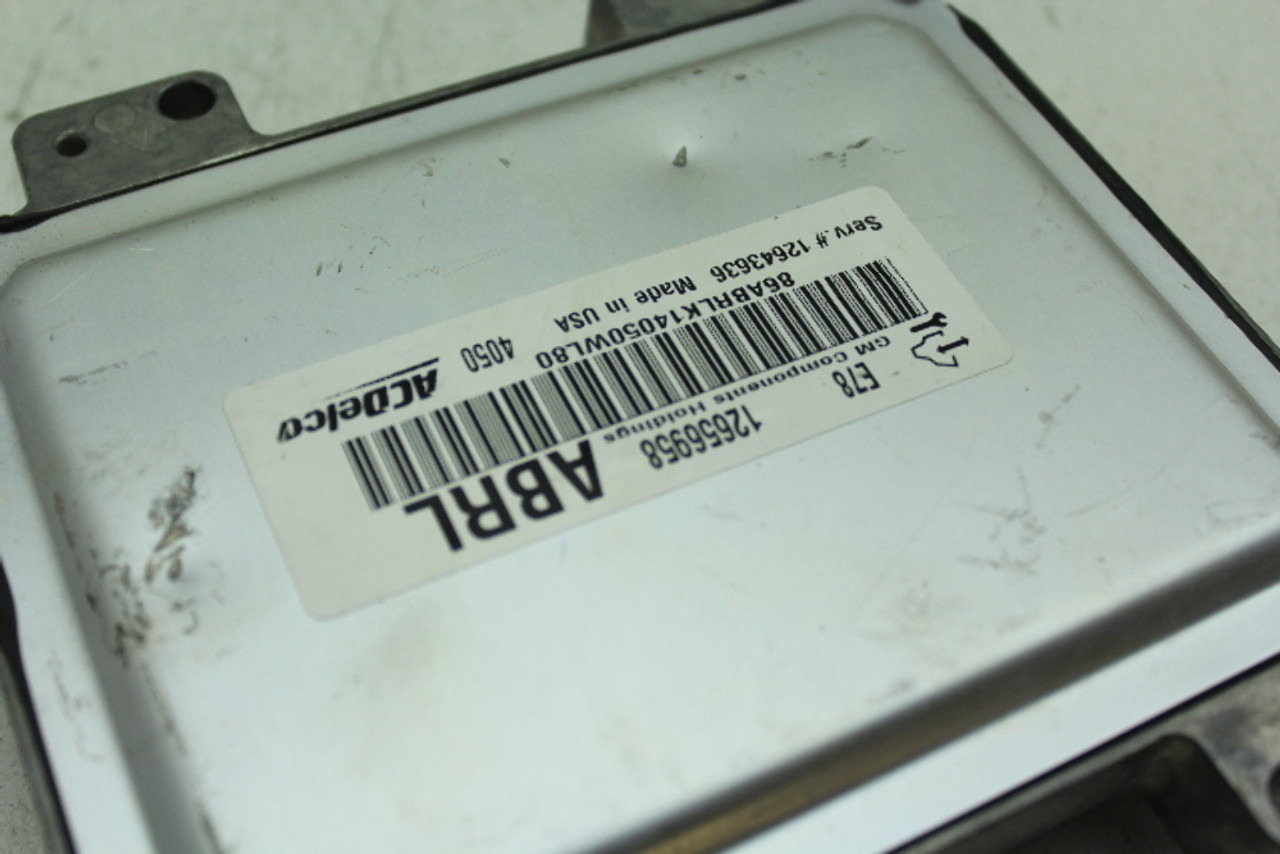 ABRL
12656958 E78
GM Components Holdings
86ABRLK14050WL80
ACDelco 4050 Made in USA
Serv.# 12643636